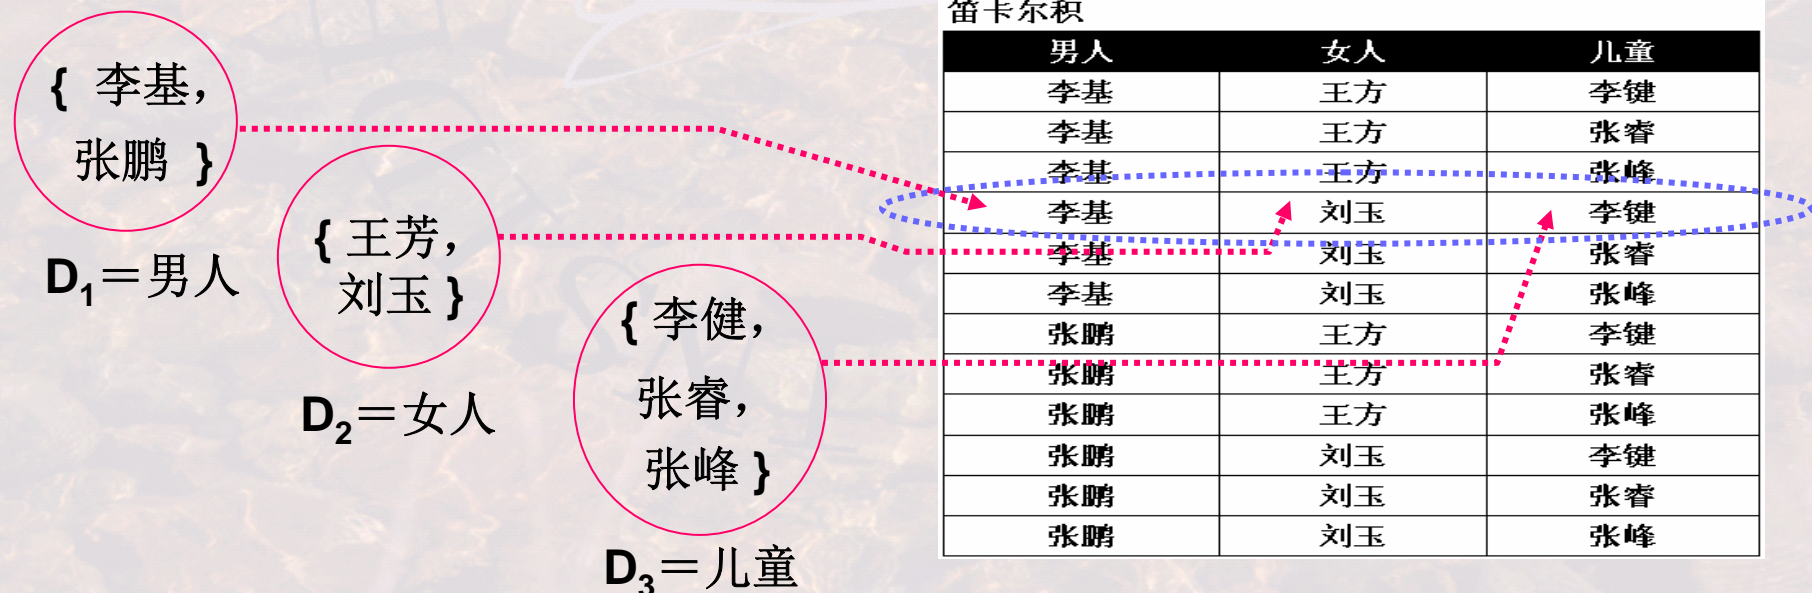 { 李基，
张鹏 }
D₁＝男人
{ 王芳，
刘玉 }
D₂＝女人
{ 李健，
张睿，
张峰 }
D₃＝儿童
笛卡尔积
男人 女人 儿童
李基 王方 李键
李基 王方 张睿
李基 王方 张峰
李基 刘玉 李键
李基 刘玉 张睿
李基 刘玉 张峰
张鹏 王方 李键
张鹏 王方 张睿
张鹏 王方 张峰
张鹏 刘玉 李键
张鹏 刘玉 张睿
张鹏 刘玉 张峰